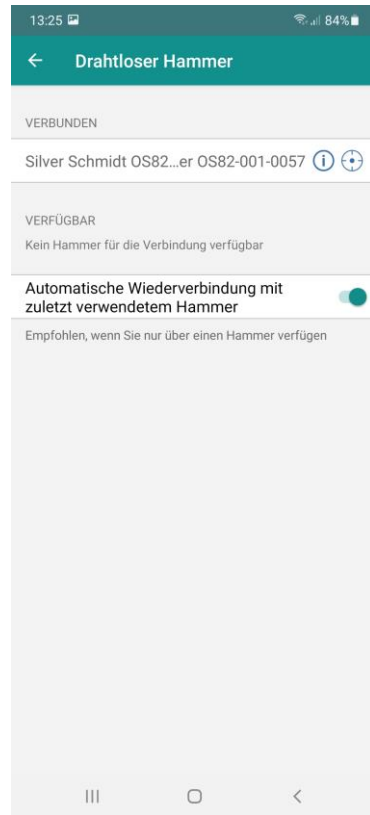 13:25 84%
Drahtloser Hammer
VERBUNDEN
Silver Schmidt OS82...er OS82-001-0057
VERFÜGBAR
Kein Hammer für die Verbindung verfügbar
Automatische Wiederverbindung mit
zuletzt verwendetem Hammer
Empfohlen, wenn Sie nur über einen Hammer verfügen